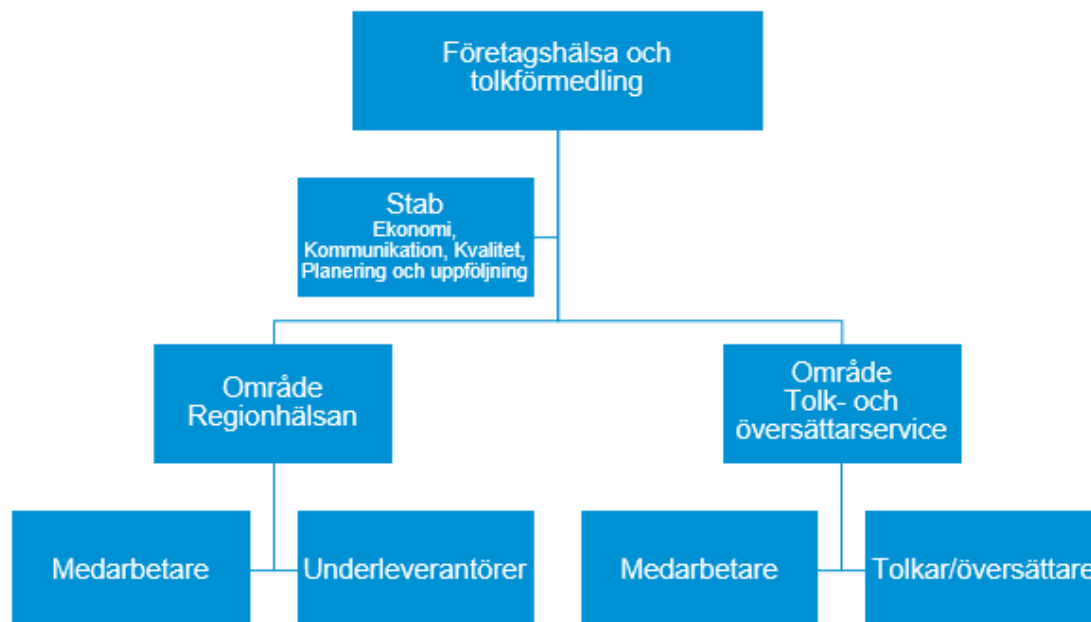 Företagshälsa och
tolkförmedling
Stab
Ekonomi,
Kommunikation, Kvalitet,
Planering och uppföljning
Område
Regionhälsan
Område
Tolk- och
översättarservice
Medarbetare
Underleverantörer
Medarbetare
Tolkar/översättare